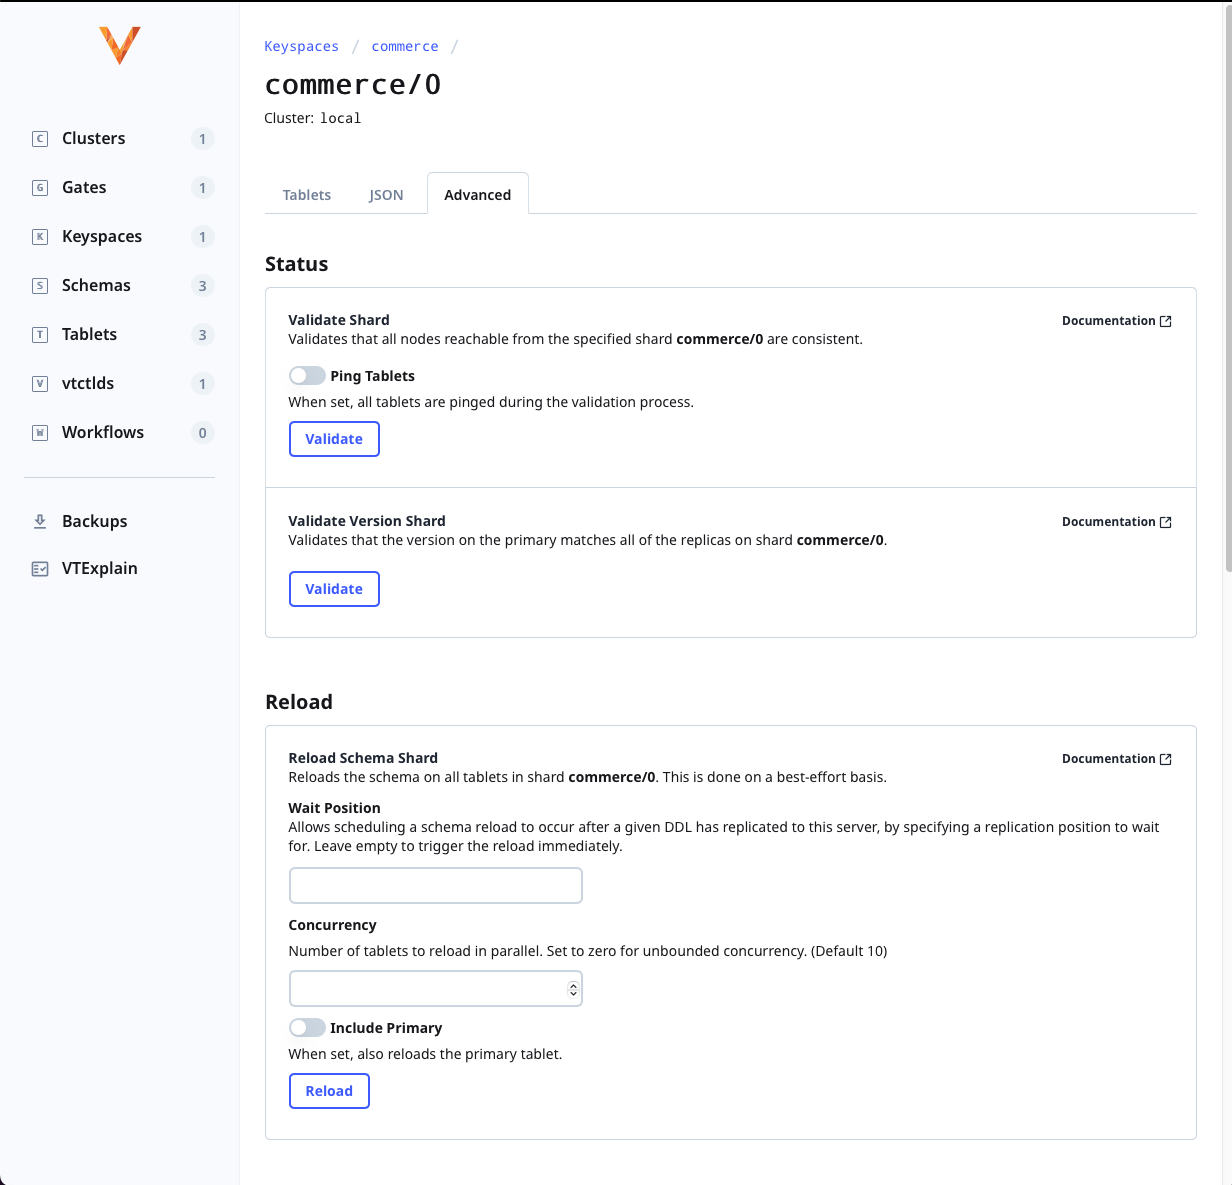 Keyspaces / commerce /
commerce/0
Cluster: local
C Clusters 1
G Gates 1
K Keyspaces 1
S Schemas 3
T Tablets 3
V vtctlds 1
W Workflows 0
Backups
VTExplain
Tablets JSON Advanced
Status
Validate Shard
Documentation
Validates that all nodes reachable from the specified shard commerce/0 are consistent.
Ping Tablets
When set, all tablets are pinged during the validation process.
Validate
Validate Version Shard
Documentation
Validates that the version on the primary matches all of the replicas on shard commerce/0.
Validate
Reload
Reload Schema Shard
Documentation
Reloads the schema on all tablets in shard commerce/0. This is done on a best-effort basis.
Wait Position
Allows scheduling a schema reload to occur after a given DDL has replicated to this server, by specifying a replication position to wait
for. Leave empty to trigger the reload immediately.
Concurrency
Number of tablets to reload in parallel. Set to zero for unbounded concurrency. (Default 10)
Include Primary
When set, also reloads the primary tablet.
Reload